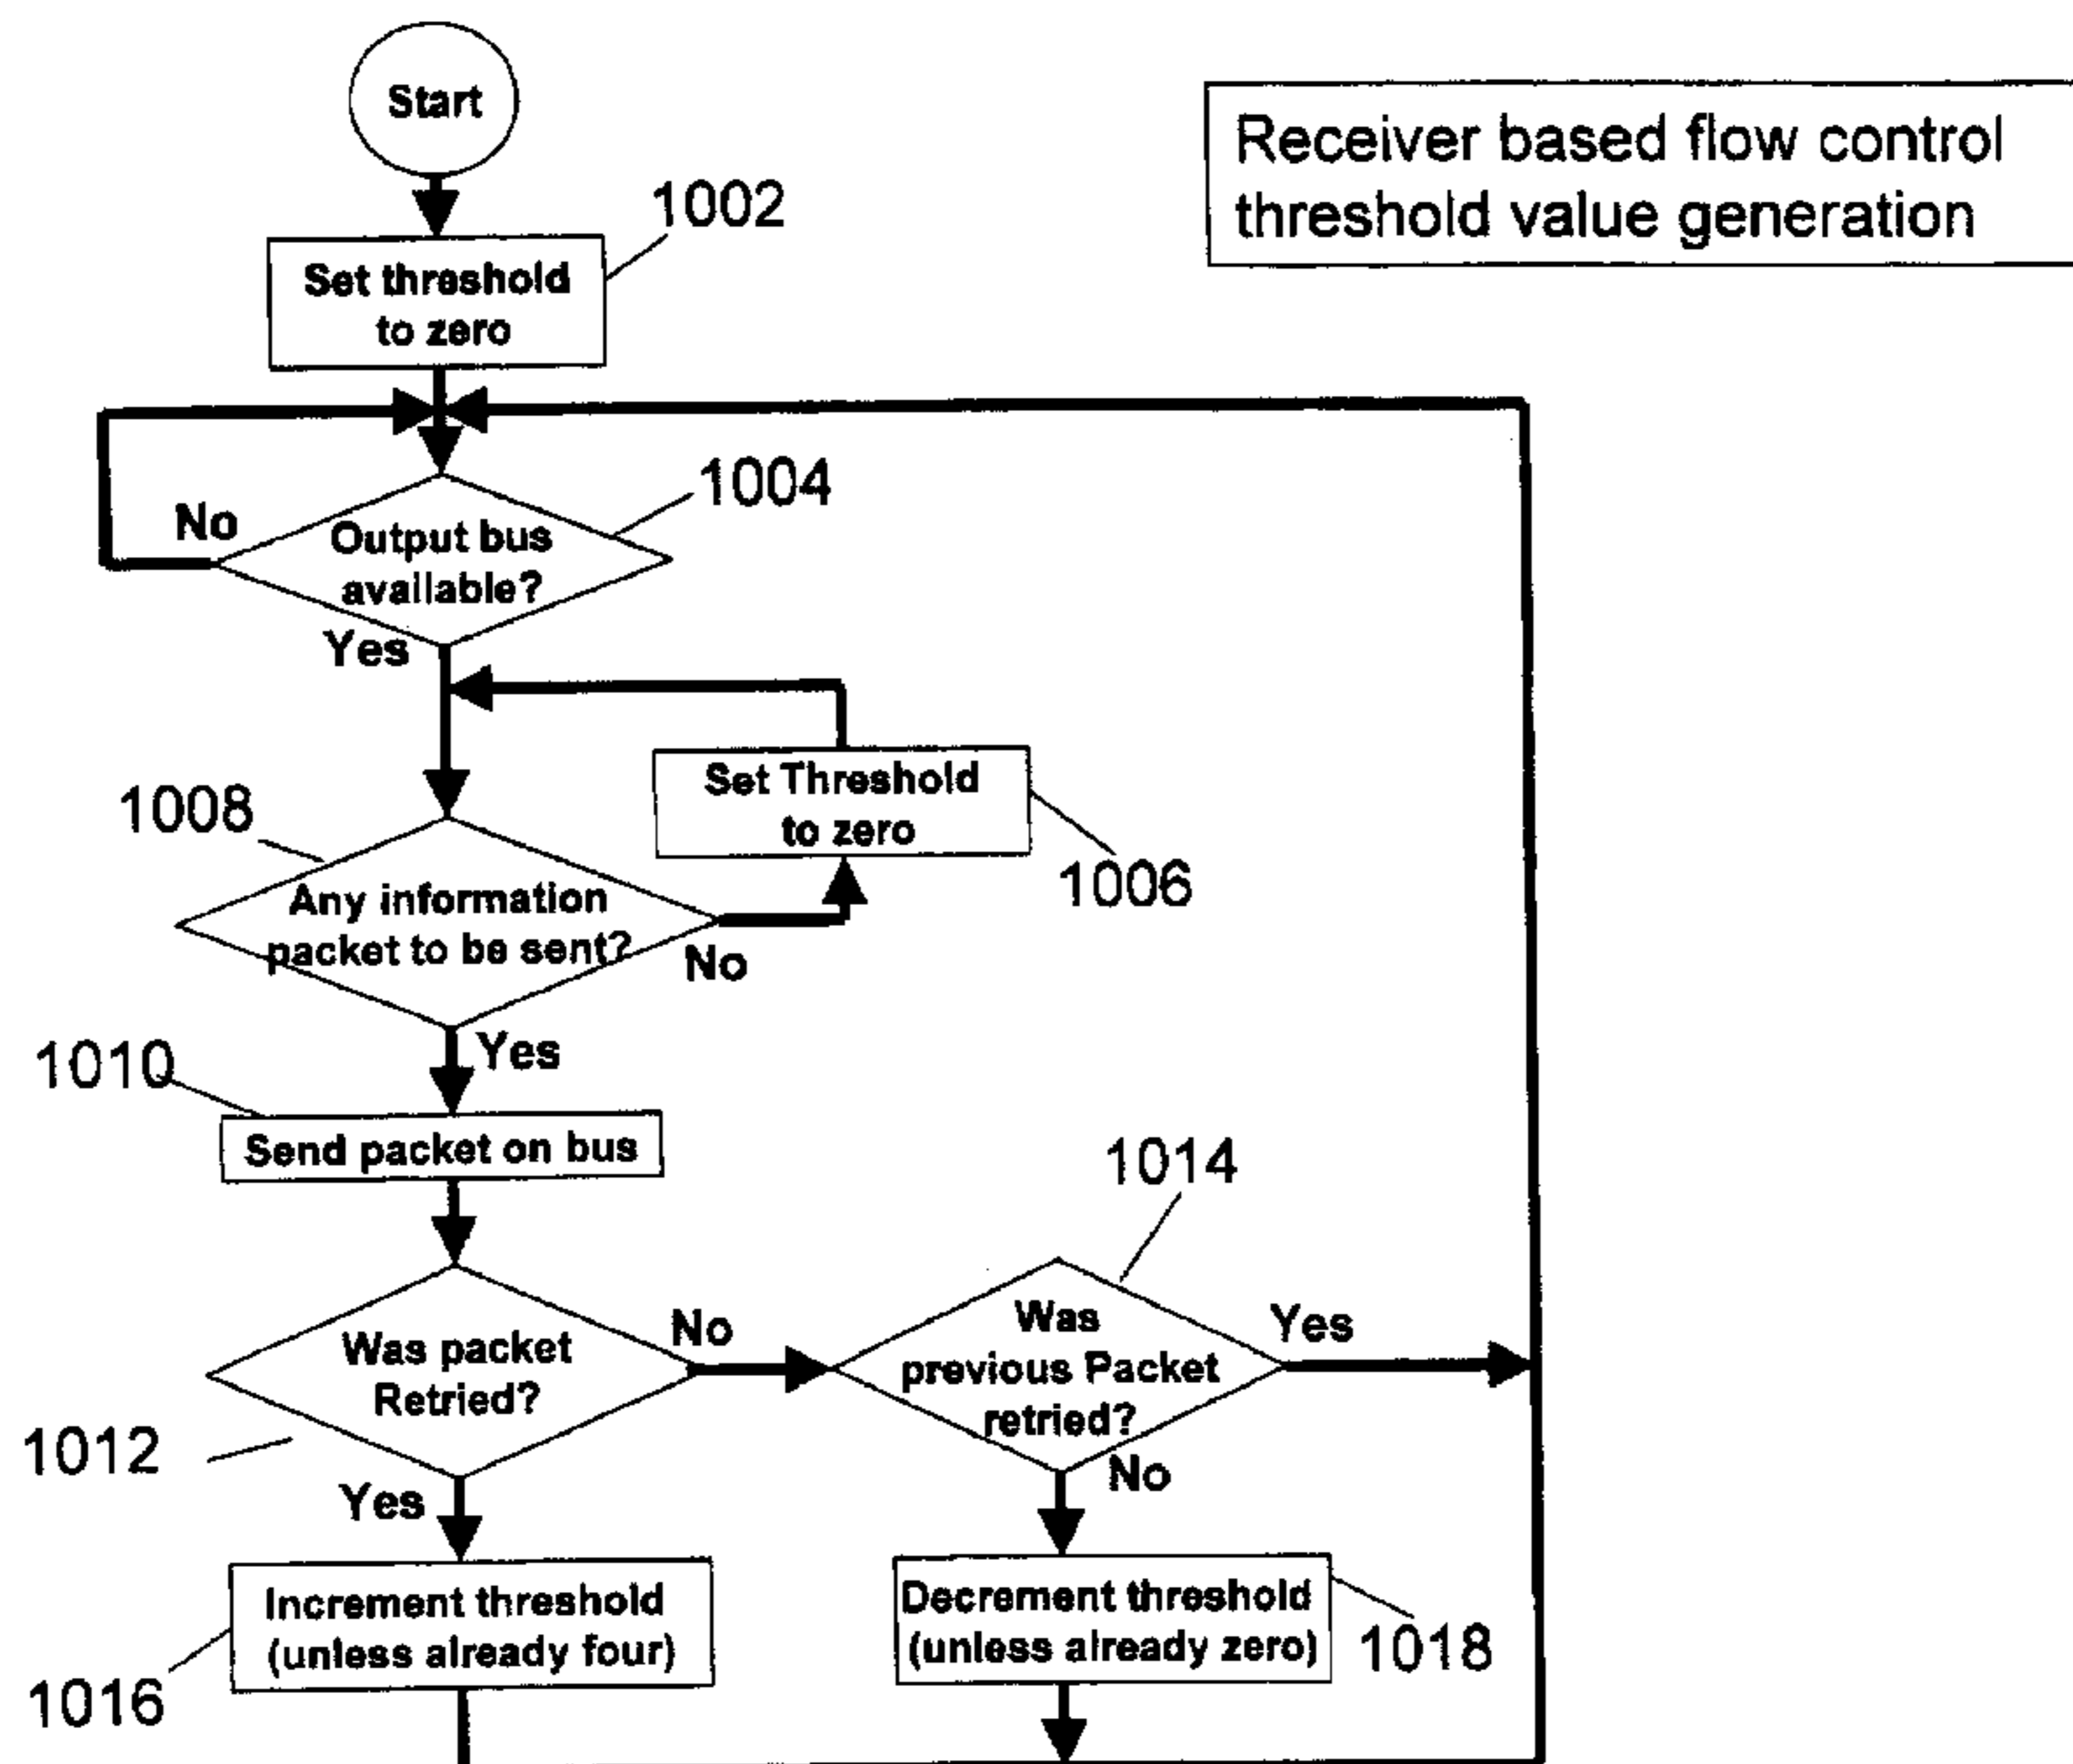 Start
Receiver based flow control
threshold value generation
1002
Set threshold
to zero
1004
No
Output bus
available?
Yes
Set Threshold
to zero
1006
1008
Any information
packet to be sent?
No
Yes
1010
Send packet on bus
1014
Was packet
Retried?
No
Was
previous Packet
retried?
Yes
1012
Yes
No
Increment threshold
(unless already four)
1016
Decrement threshold
(unless already zero)
1018